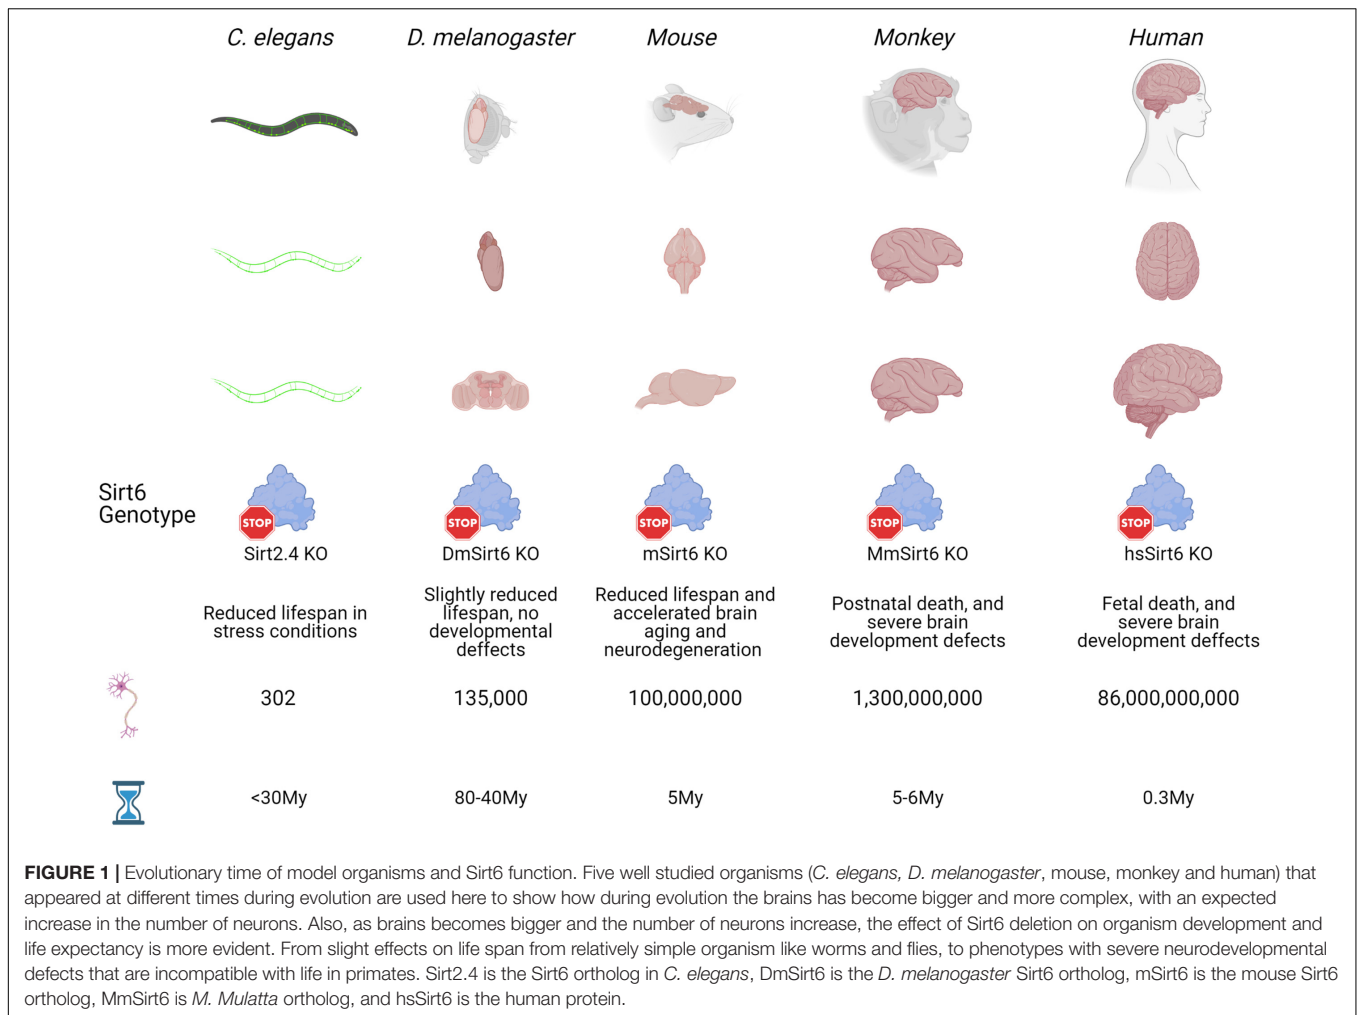 C. elegans D. melanogaster Mouse Monkey Human
Sirt6
Genotype
STOP STOP STOP STOP STOP
Sirt2.4 KO DmSirt6 KO mSirt6 KO MmSirt6 KO hsSirt6 KO
Reduced lifespan in
stress conditions
Slightly reduced
lifespan, no
developmental
deffects
Reduced lifespan and
accelerated brain
aging and
neurodegeneration
Postnatal death, and
severe brain
development defects
Fetal death, and
severe brain
development deffects
302 135,000 100,000,000 1,300,000,000 86,000,000,000
<30My 80-40My 5My 5-6My 0.3My
FIGURE 1 | Evolutionary time of model organisms and Sirt6 function. Five well studied organisms (C. elegans, D. melanogaster, mouse, monkey and human) that
appeared at different times during evolution are used here to show how during evolution the brains has become bigger and more complex, with an expected
increase in the number of neurons. Also, as brains becomes bigger and the number of neurons increase, the effect of Sirt6 deletion on organism development and
life expectancy is more evident. From slight effects on life span from relatively simple organism like worms and flies, to phenotypes with severe neurodevelopmental
defects that are incompatible with life in primates. Sirt2.4 is the Sirt6 ortholog in C. elegans, DmSirt6 is the D. melanogaster Sirt6 ortholog, mSirt6 is the mouse Sirt6
ortholog, MmSirt6 is M. Mulatta ortholog, and hsSirt6 is the human protein.